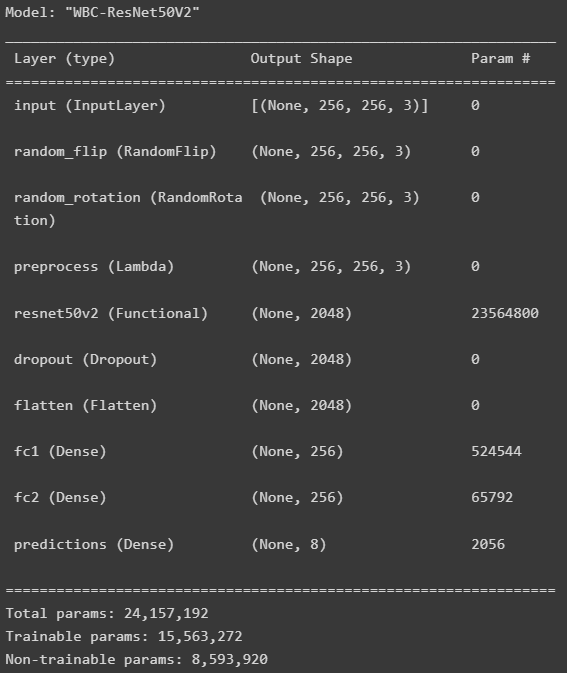 Model: "WBC-ResNet50V2"
Layer (type) Output Shape Param #
input (InputLayer) [(None, 256, 256, 3)] 0
random_flip (RandomFlip) (None, 256, 256, 3) 0
random_rotation (RandomRota (None, 256, 256, 3) 0
tion)
preprocess (Lambda) (None, 256, 256, 3) 0
resnet50v2 (Functional) (None, 2048) 23564800
dropout (Dropout) (None, 2048) 0
flatten (Flatten) (None, 2048) 0
fc1 (Dense) (None, 256) 524544
fc2 (Dense) (None, 256) 65792
predictions (Dense) (None, 8) 2056
Total params: 24,157,192
Trainable params: 15,563,272
Non-trainable params: 8,593,920